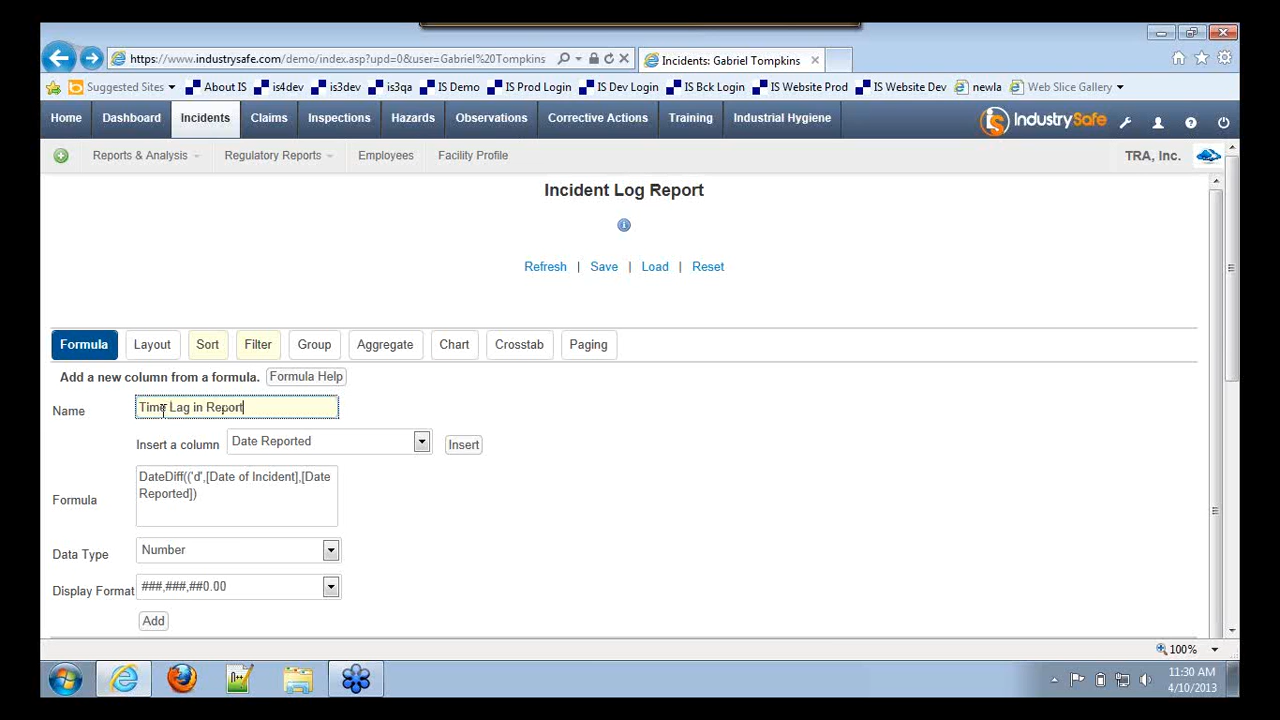 https://www.industrysafe.com/demo/index.asp?upd=0&user=Gabriel%20Tompkins
Incidents: Gabriel Tompkins
Suggested Sites
About IS
is4dev
is3dev
is3qa
IS Demo
IS Prod Login
IS Dev Login
IS Bck Login
IS Website Prod
IS Website Dev
newla
Web Slice Gallery
Home
Dashboard
Incidents
Claims
Inspections
Hazards
Observations
Corrective Actions
Training
Industrial Hygiene
IndustrySafe
Reports & Analysis
Regulatory Reports
Employees
Facility Profile
TRA, Inc.
Incident Log Report
Refresh | Save | Load | Reset
Formula
Layout
Sort
Filter
Group
Aggregate
Chart
Crosstab
Paging
Add a new column from a formula.
Formula Help
Name
Time Lag in Report
Insert a column
Date Reported
Insert
Formula
DateDiff(('d',[Date of Incident],[Date
Reported])
Data Type
Number
Display Format
###,###,##0.00
Add
100%
11:30 AM
4/10/2013